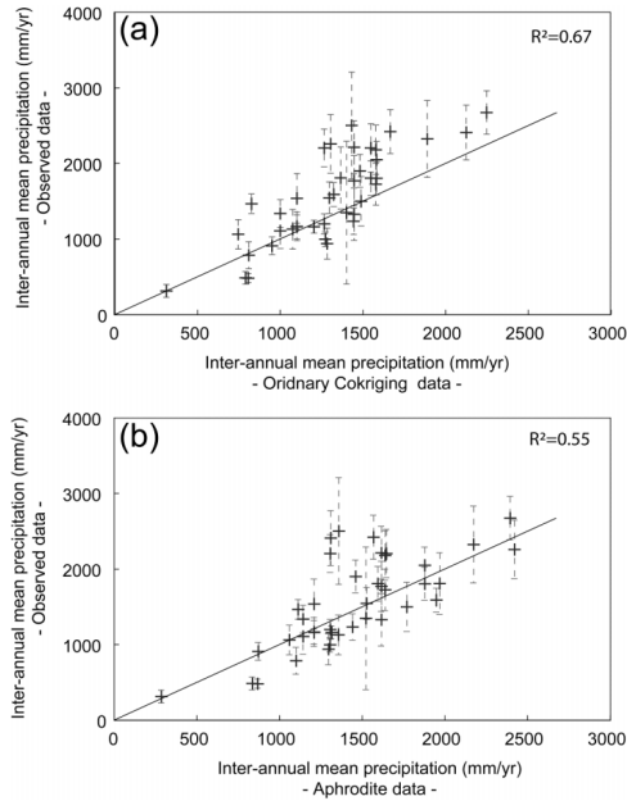 (a)
R²=0.67
4000
3000
2000
1000
0
Inter-annual mean precipitation (mm/yr)
- Observed data -
0 500 1000 1500 2000 2500 3000
Inter-annual mean precipitation (mm/yr)
- Oridnary Cokriging data -
(b)
R²=0.55
4000
3000
2000
1000
0
Inter-annual mean precipitation (mm/yr)
- Observed data -
0 500 1000 1500 2000 2500 3000
Inter-annual mean precipitation (mm/yr)
- Aphrodite data -